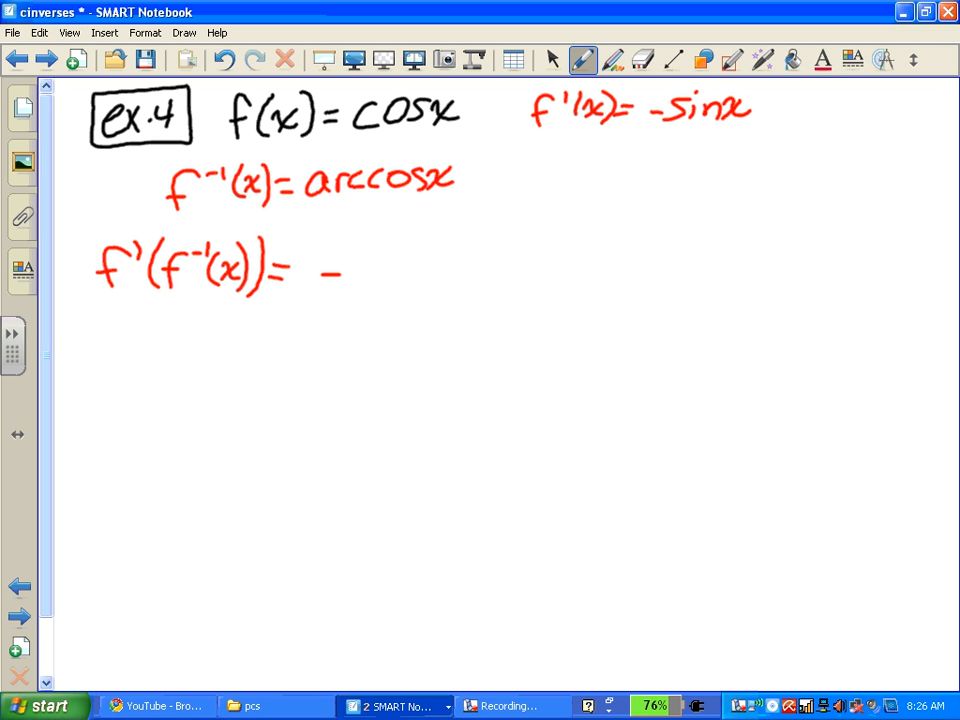 cinverses * - SMART Notebook
File Edit View Insert Format Draw Help
ex.4 f(x) = cosx f'(x) = -sinx
f⁻¹(x) = arccosx
f'(f⁻¹(x)) = -
start YouTube - Bro... pcs 2 SMART No... Recording... 76% 8:26 AM